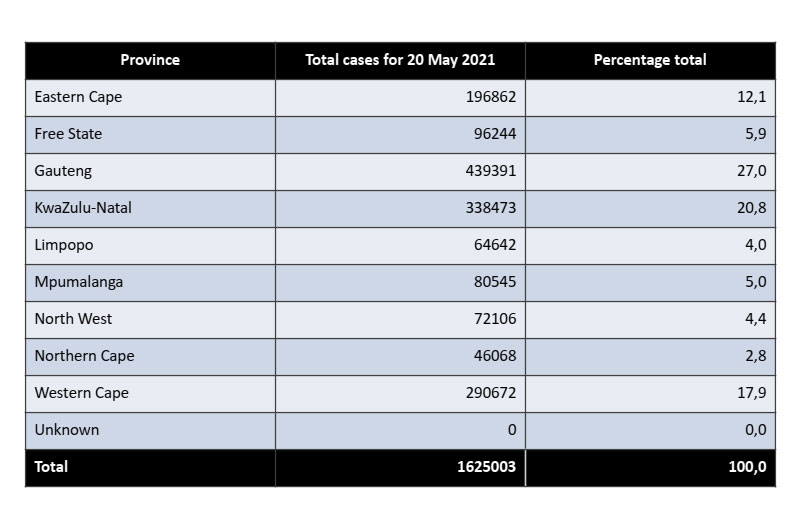 Province Total cases for 20 May 2021 Percentage total
Eastern Cape 196862 12,1
Free State 96244 5,9
Gauteng 439391 27,0
KwaZulu-Natal 338473 20,8
Limpopo 64642 4,0
Mpumalanga 80545 5,0
North West 72106 4,4
Northern Cape 46068 2,8
Western Cape 290672 17,9
Unknown 0 0,0
Total 1625003 100,0